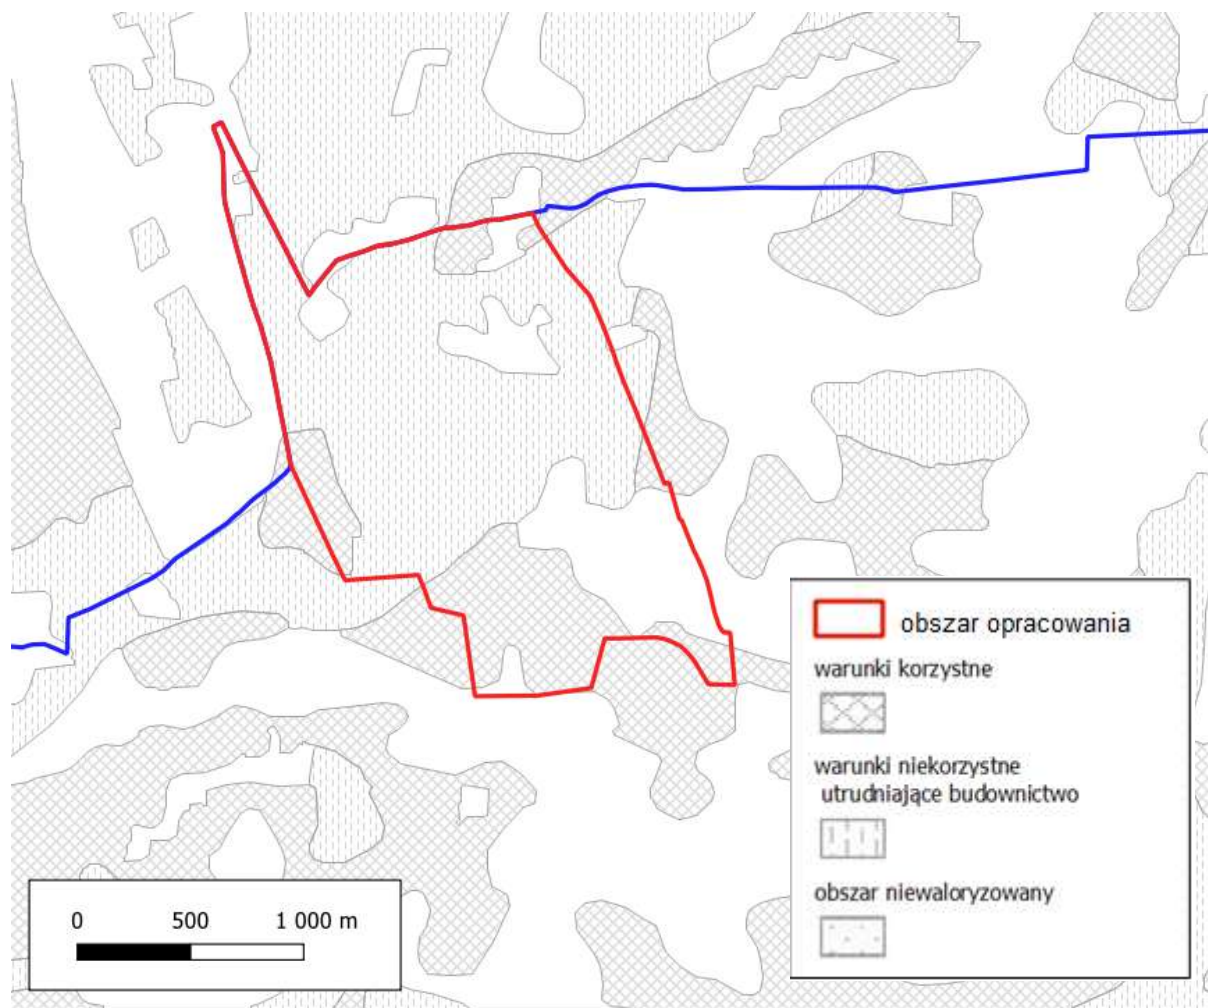 obszar opracowania
warunki korzystne
warunki niekorzystne
utrudniające budownictwo
obszar niewaloryzowany
0 500 1 000 m